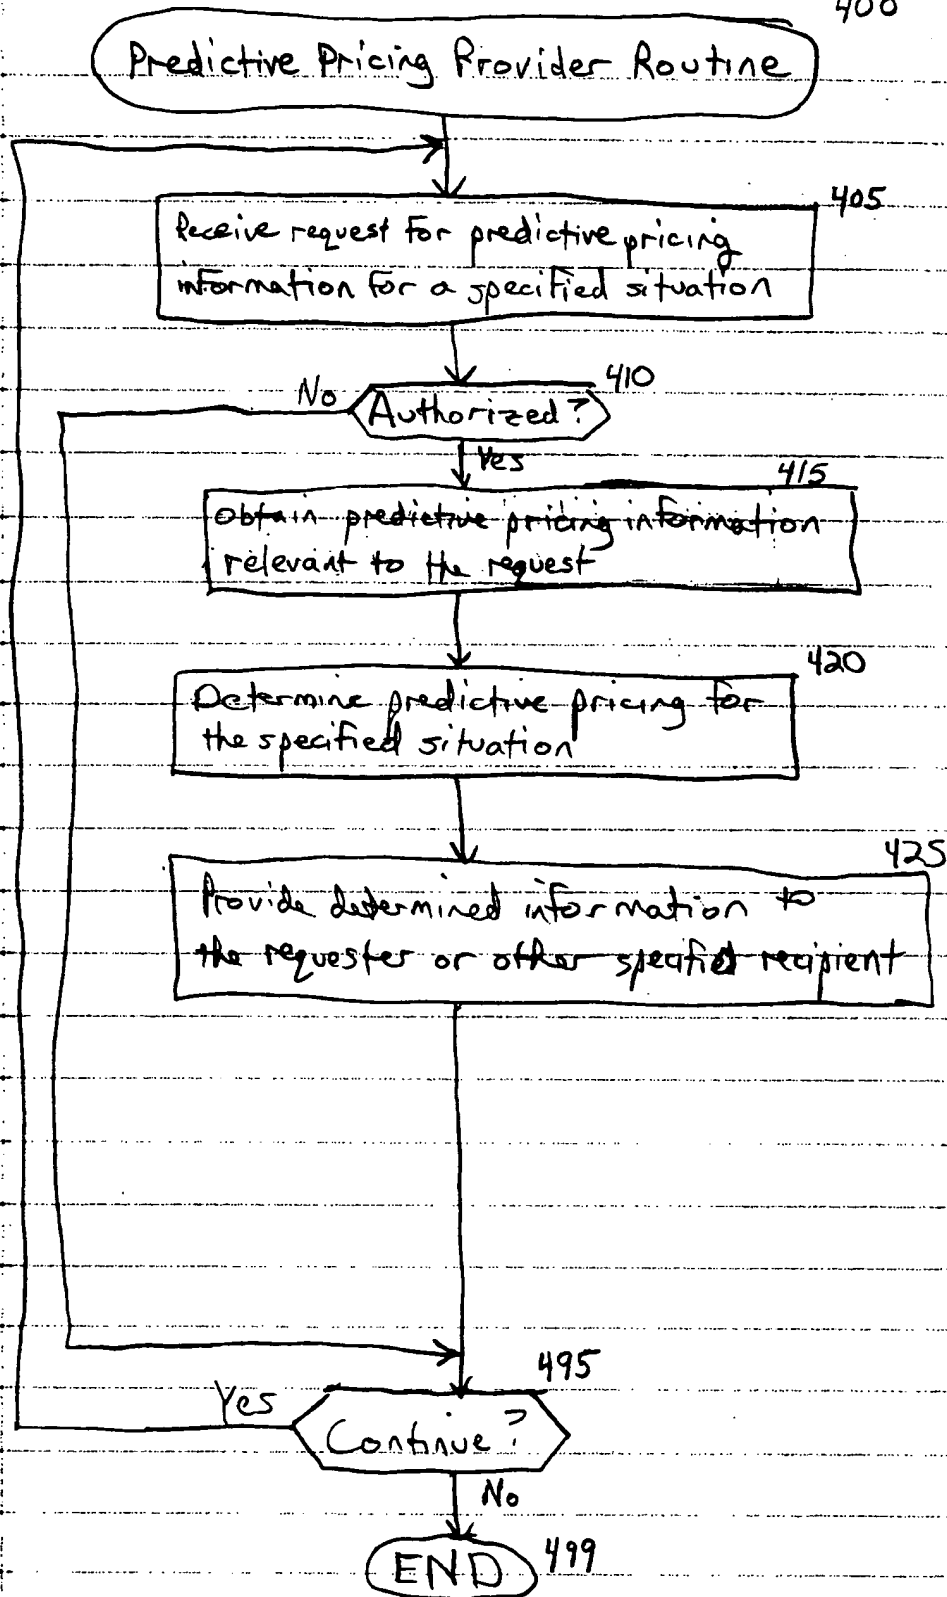 400
Predictive Pricing Provider Routine
405
Receive request for predictive pricing
information for a specified situation
410
No
Authorized?
Yes
415
Obtain predictive pricing information
relevant to the request
420
Determine predictive pricing for
the specified situation
425
Provide determined information to
the requester or other specified recipient
495
Yes
Continue?
No
END
499